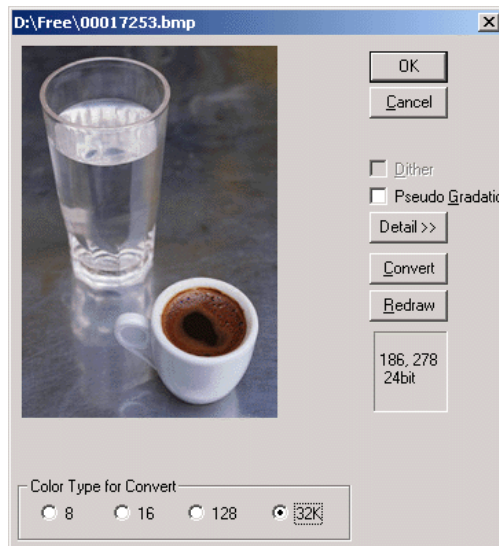 D:\Free\00017253.bmp
OK
Cancel
Dither
Pseudo Gradatio
Detail >>
Convert
Redraw
186, 278
24bit
Color Type for Convert
8 16 128 32K